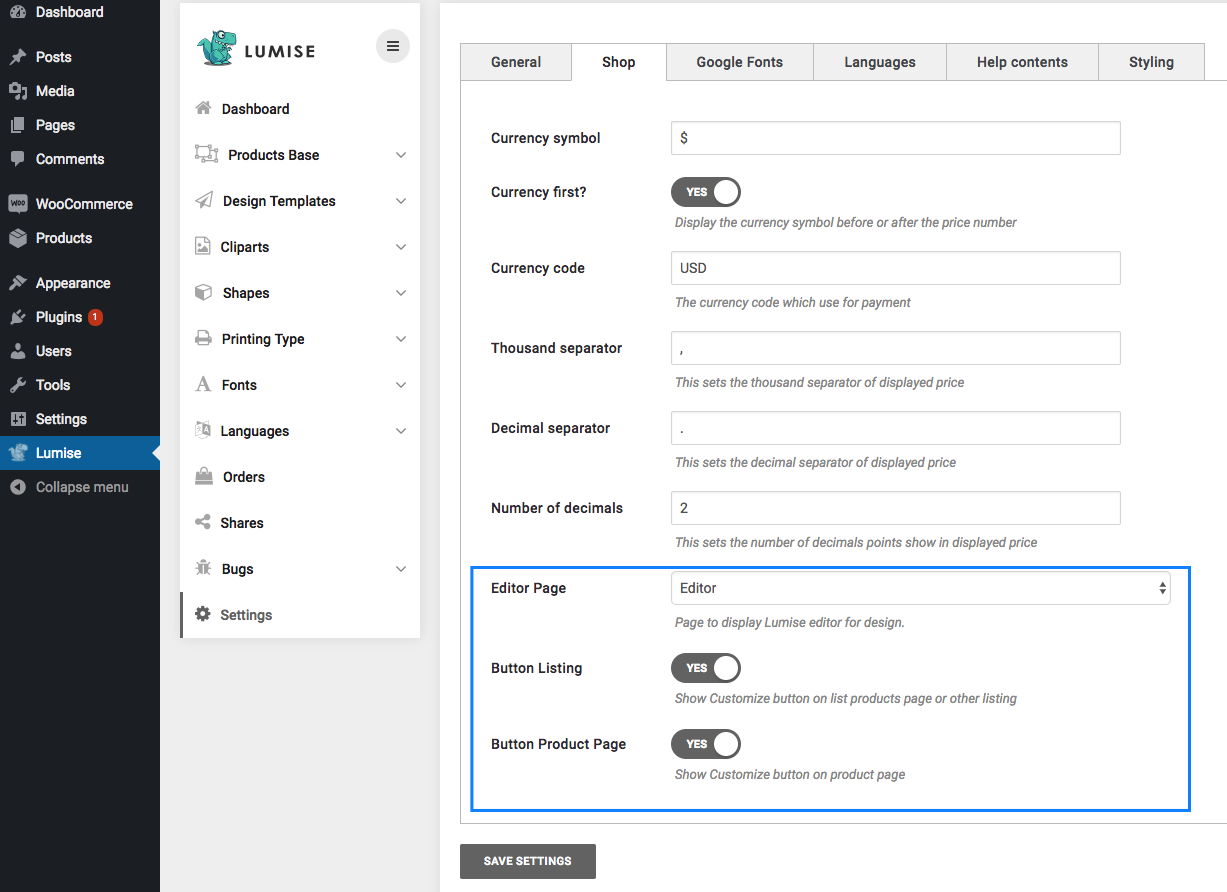 Dashboard
Posts
Media
Pages
Comments
WooCommerce
Products
Appearance
Plugins 1
Users
Tools
Settings
Lumise
Collapse menu
LUMISE
Dashboard
Products Base
Design Templates
Cliparts
Shapes
Printing Type
Fonts
Languages
Orders
Shares
Bugs
Settings
General Shop Google Fonts Languages Help contents Styling
Currency symbol $
Currency first? YES
Display the currency symbol before or after the price number
Currency code USD
The currency code which use for payment
Thousand separator ,
This sets the thousand separator of displayed price
Decimal separator .
This sets the decimal separator of displayed price
Number of decimals 2
This sets the number of decimals points show in displayed price
Editor Page Editor
Page to display Lumise editor for design.
Button Listing YES
Show Customize button on list products page or other listing
Button Product Page YES
Show Customize button on product page
SAVE SETTINGS